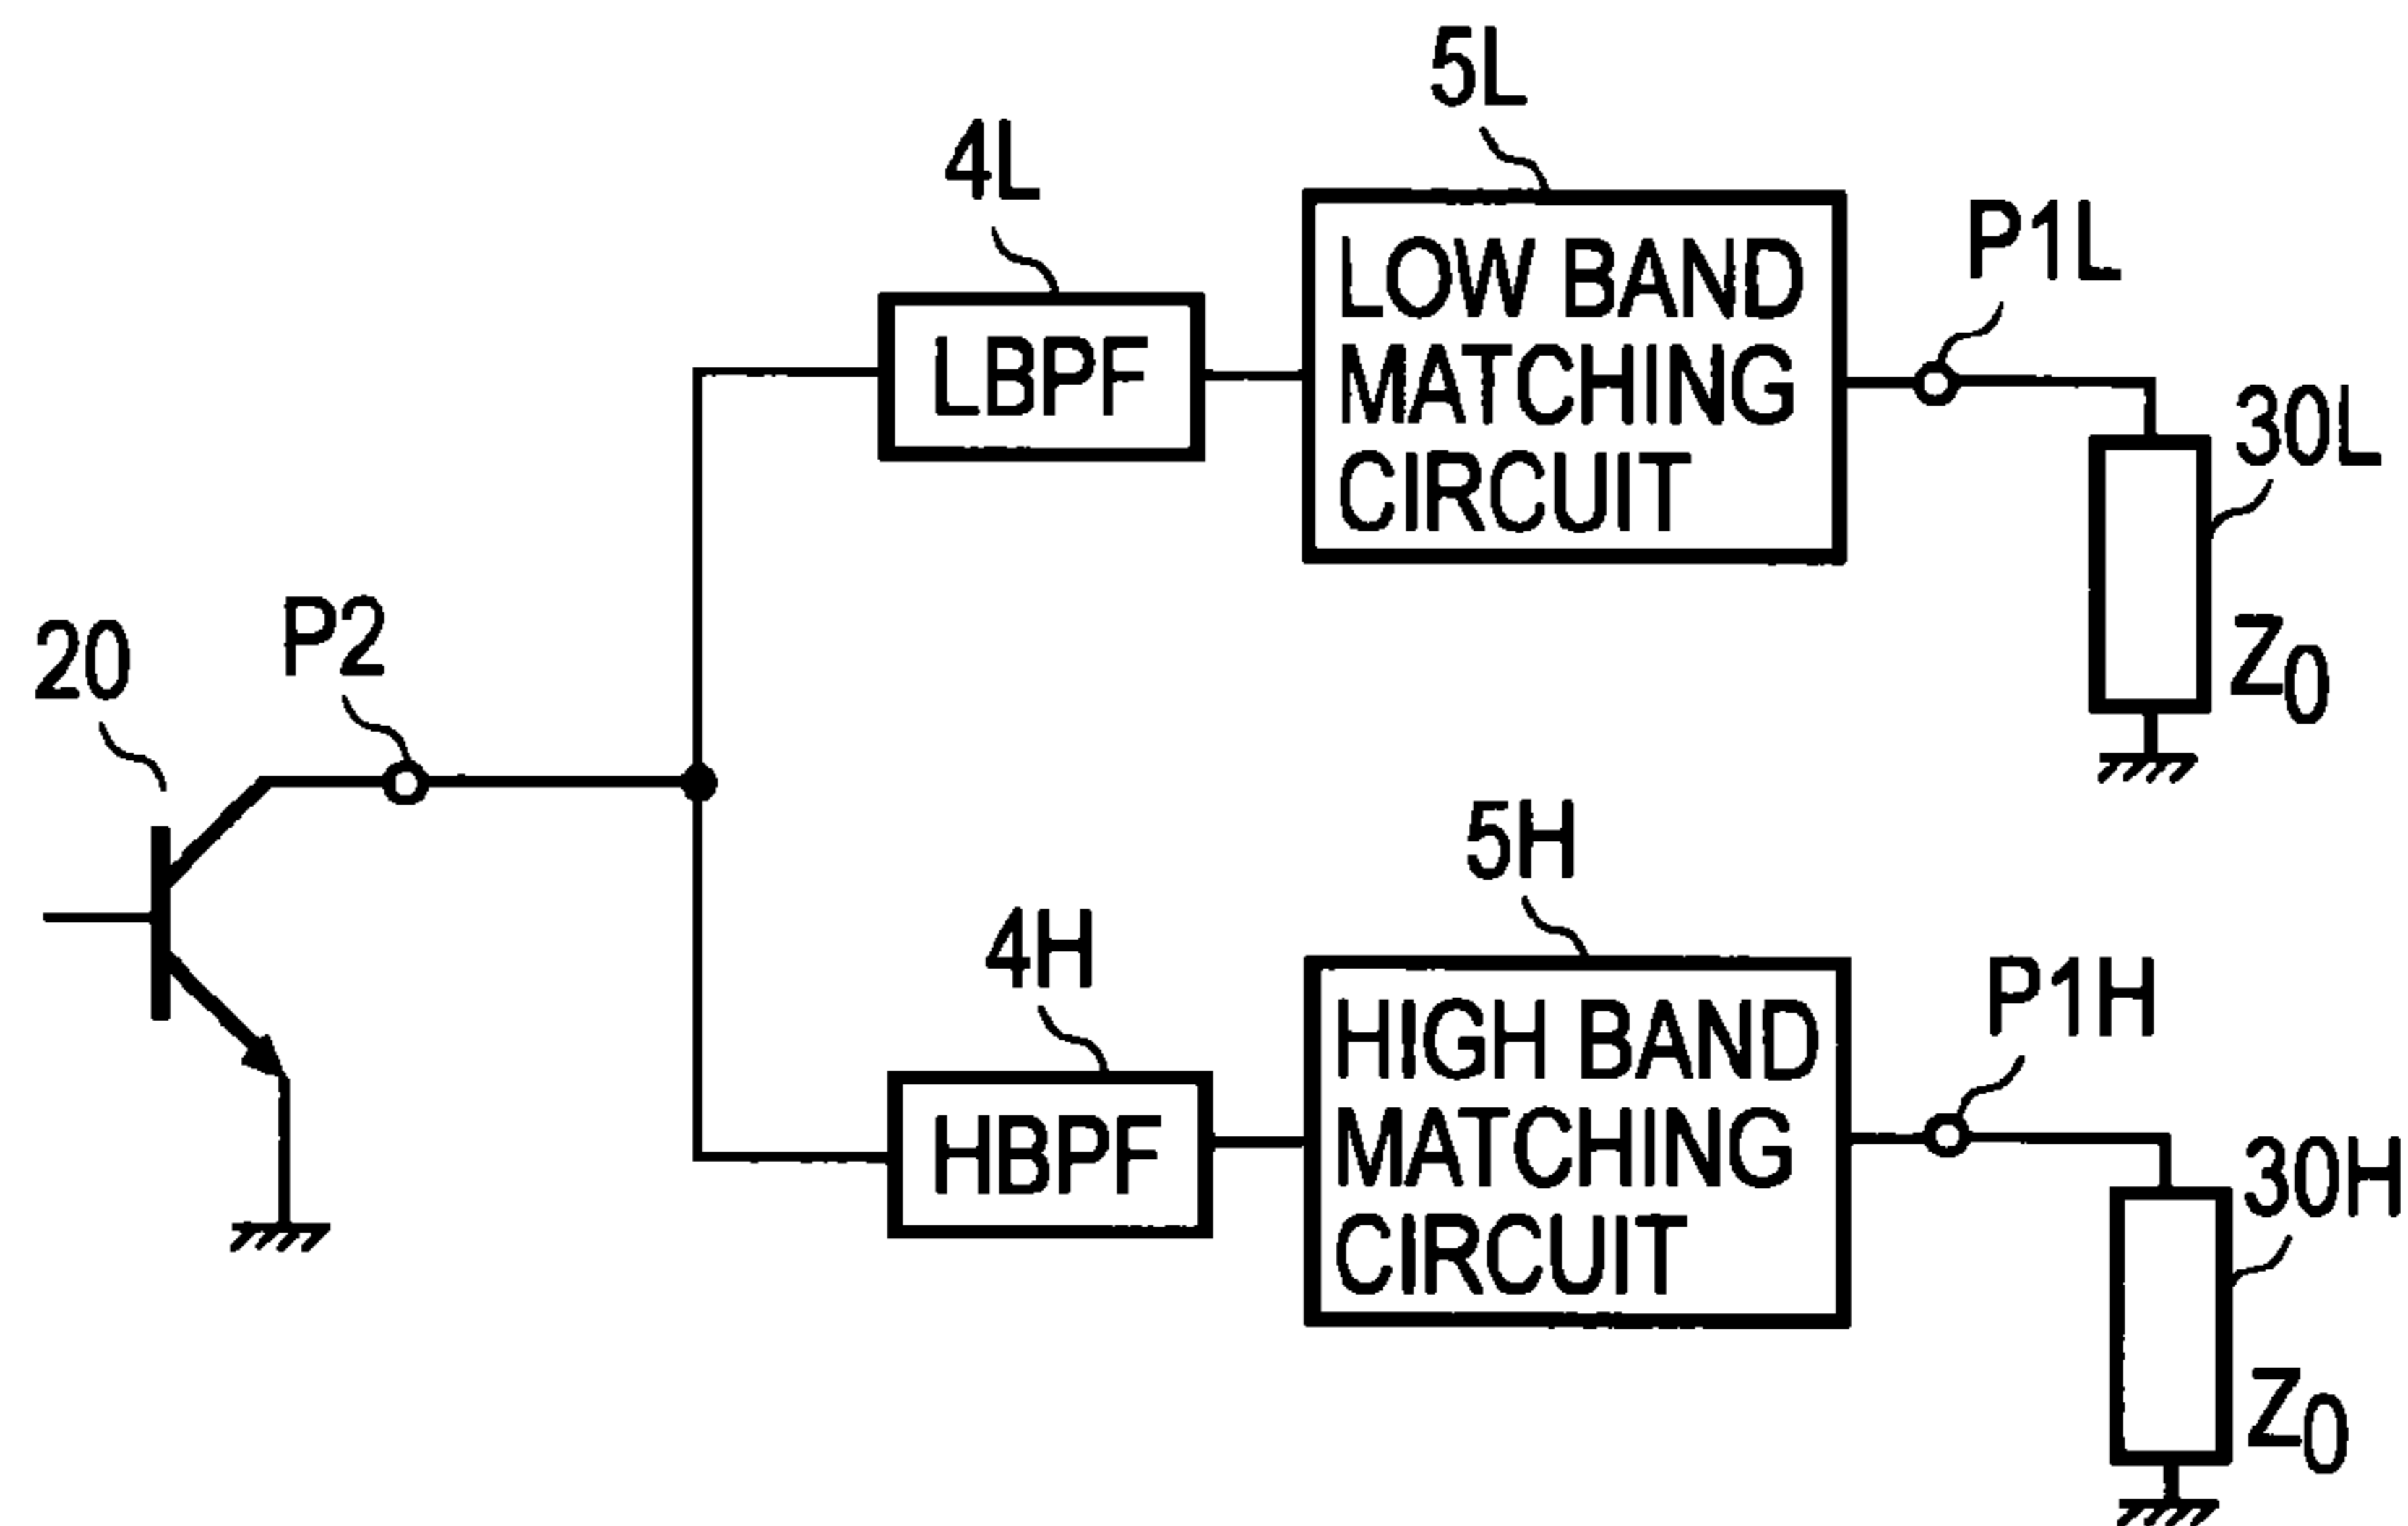 5L
4L
LOW BAND
MATCHING
CIRCUIT
LBPF
P1L
30L
Z0
20
P2
5H
4H
HIGH BAND
MATCHING
CIRCUIT
HBPF
P1H
30H
Z0